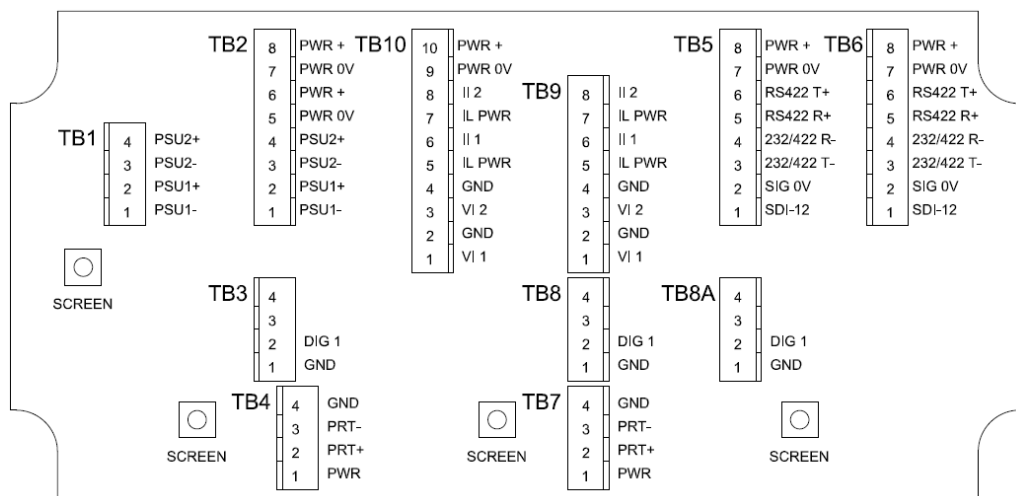 TB2
8 PWR +
7 PWR 0V
6 PWR +
5 PWR 0V
4 PSU2+
3 PSU2-
2 PSU1+
1 PSU1-
TB10
10 PWR +
9 PWR 0V
8 II 2
7 IL PWR
6 II 1
5 IL PWR
4 GND
3 VI 2
2 GND
1 VI 1
TB9
8 II 2
7 IL PWR
6 II 1
5 IL PWR
4 GND
3 VI 2
2 GND
1 VI 1
TB5
8 PWR +
7 PWR 0V
6 RS422 T+
5 RS422 R+
4 232/422 R-
3 232/422 T-
2 SIG 0V
1 SDI-12
TB6
8 PWR +
7 PWR 0V
6 RS422 T+
5 RS422 R+
4 232/422 R-
3 232/422 T-
2 SIG 0V
1 SDI-12
TB1
4 PSU2+
3 PSU2-
2 PSU1+
1 PSU1-
SCREEN
TB3
4
3
2 DIG 1
1 GND
TB8
4
3
2 DIG 1
1 GND
TB8A
4
3
2 DIG 1
1 GND
TB4
4 GND
3 PRT-
2 PRT+
1 PWR
TB7
4 GND
3 PRT-
2 PRT+
1 PWR
SCREEN
SCREEN
SCREEN